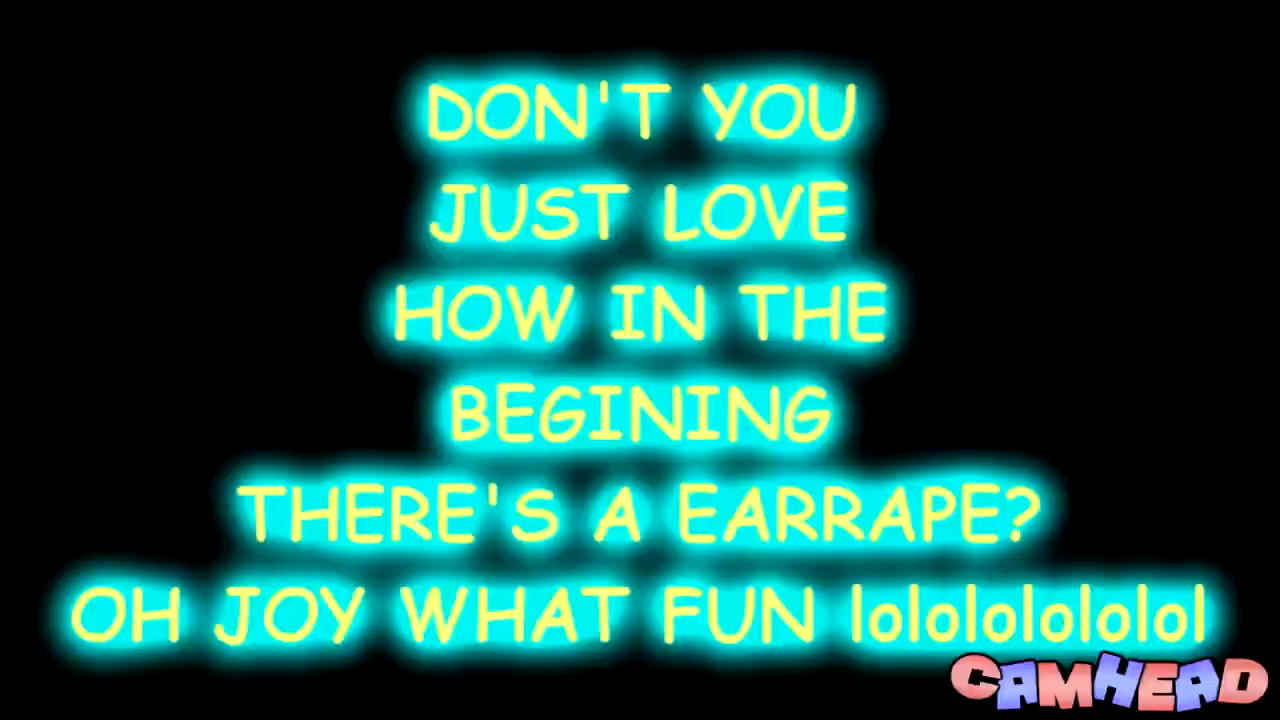 DON'T YOU
JUST LOVE
HOW IN THE
BEGINING
THERE'S A EARRAPE?
OH JOY WHAT FUN lolololololol
CAMHEAD